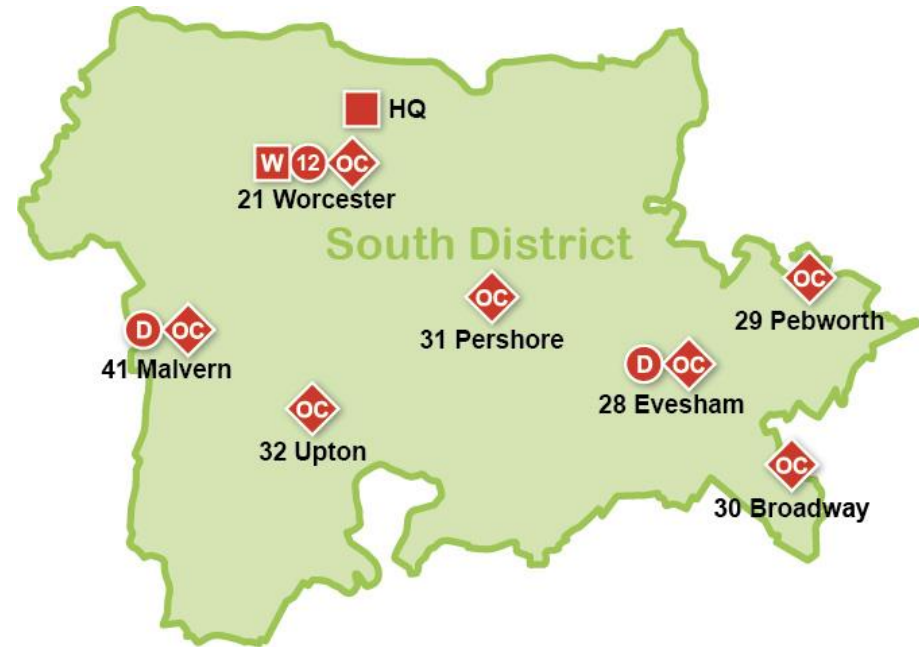 HQ
W 12 OC
21 Worcester
South District
OC
29 Pebworth
OC
31 Pershore
D OC
41 Malvern
D OC
28 Evesham
OC
32 Upton
OC
30 Broadway